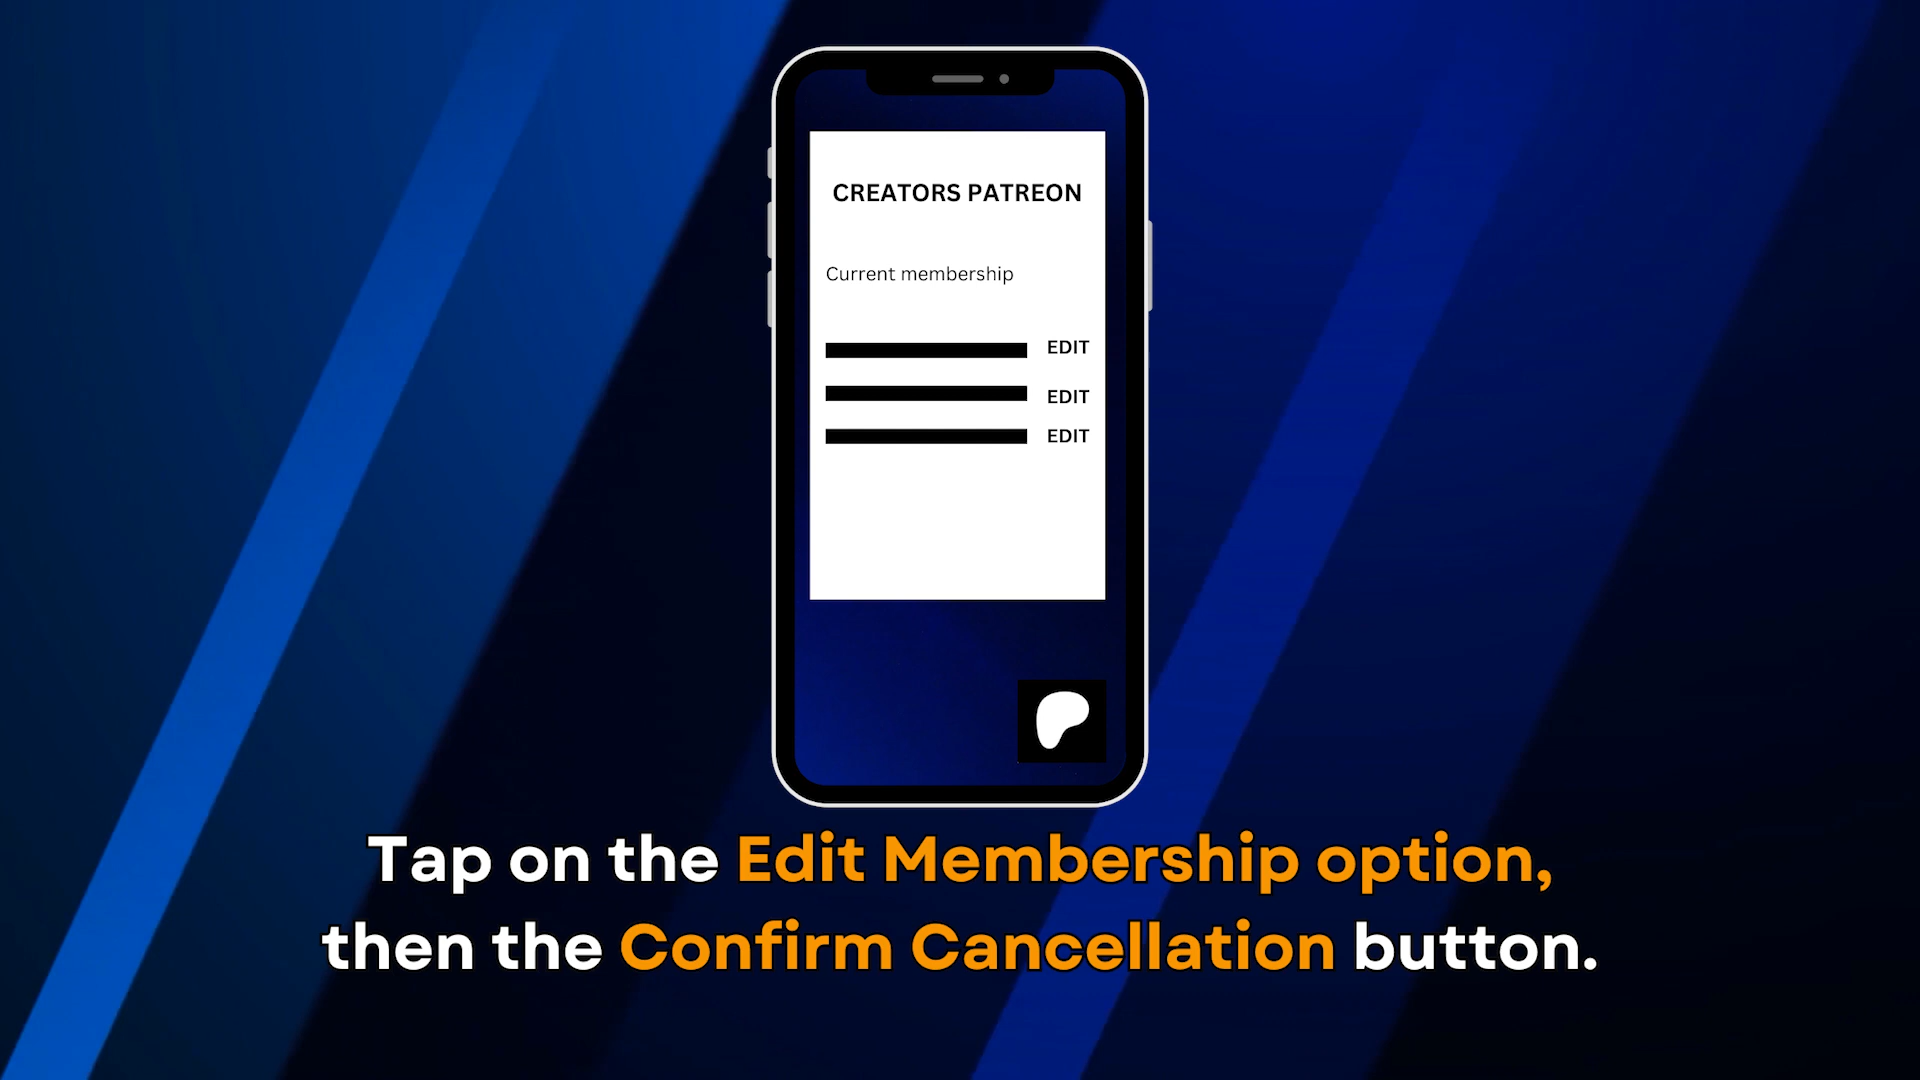 CREATORS PATREON
Current membership
EDIT
EDIT
EDIT
Tap on the Edit Membership option,
then the Confirm Cancellation button.